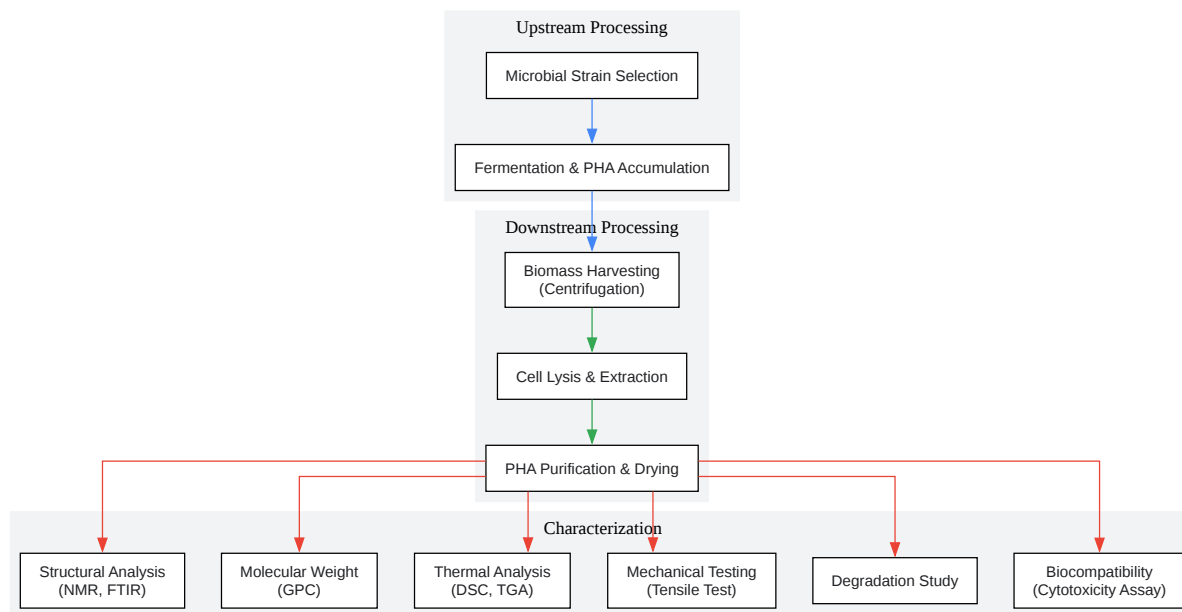 Upstream Processing
Microbial Strain Selection
Fermentation & PHA Accumulation
Downstream Processing
Biomass Harvesting
(Centrifugation)
Cell Lysis & Extraction
PHA Purification & Drying
Characterization
Structural Analysis
(NMR, FTIR)
Molecular Weight
(GPC)
Thermal Analysis
(DSC, TGA)
Mechanical Testing
(Tensile Test)
Degradation Study
Biocompatibility
(Cytotoxicity Assay)